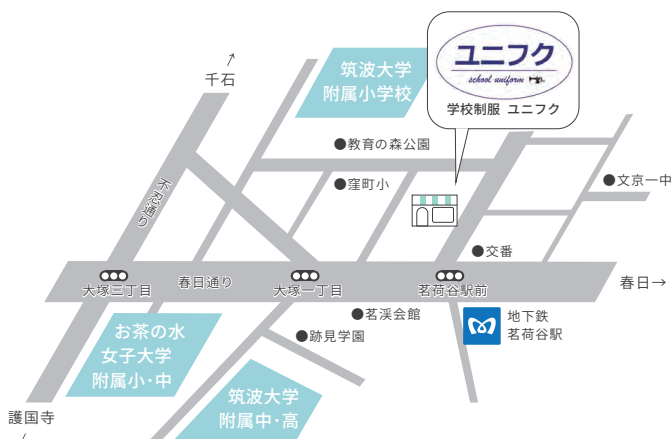 千石
筑波大学
附属小学校
ユニフク
school uniform
学校制服 ユニフク
●教育の森公園
●窪町小
●文京一中
不忍通り
●交番
春日通り
大塚三丁目
大塚一丁目
茗荷谷駅前
春日→
●茗渓会館
●跡見学園
地下鉄
茗荷谷駅
お茶の水
女子大学
附属小・中
筑波大学
附属中・高
護国寺